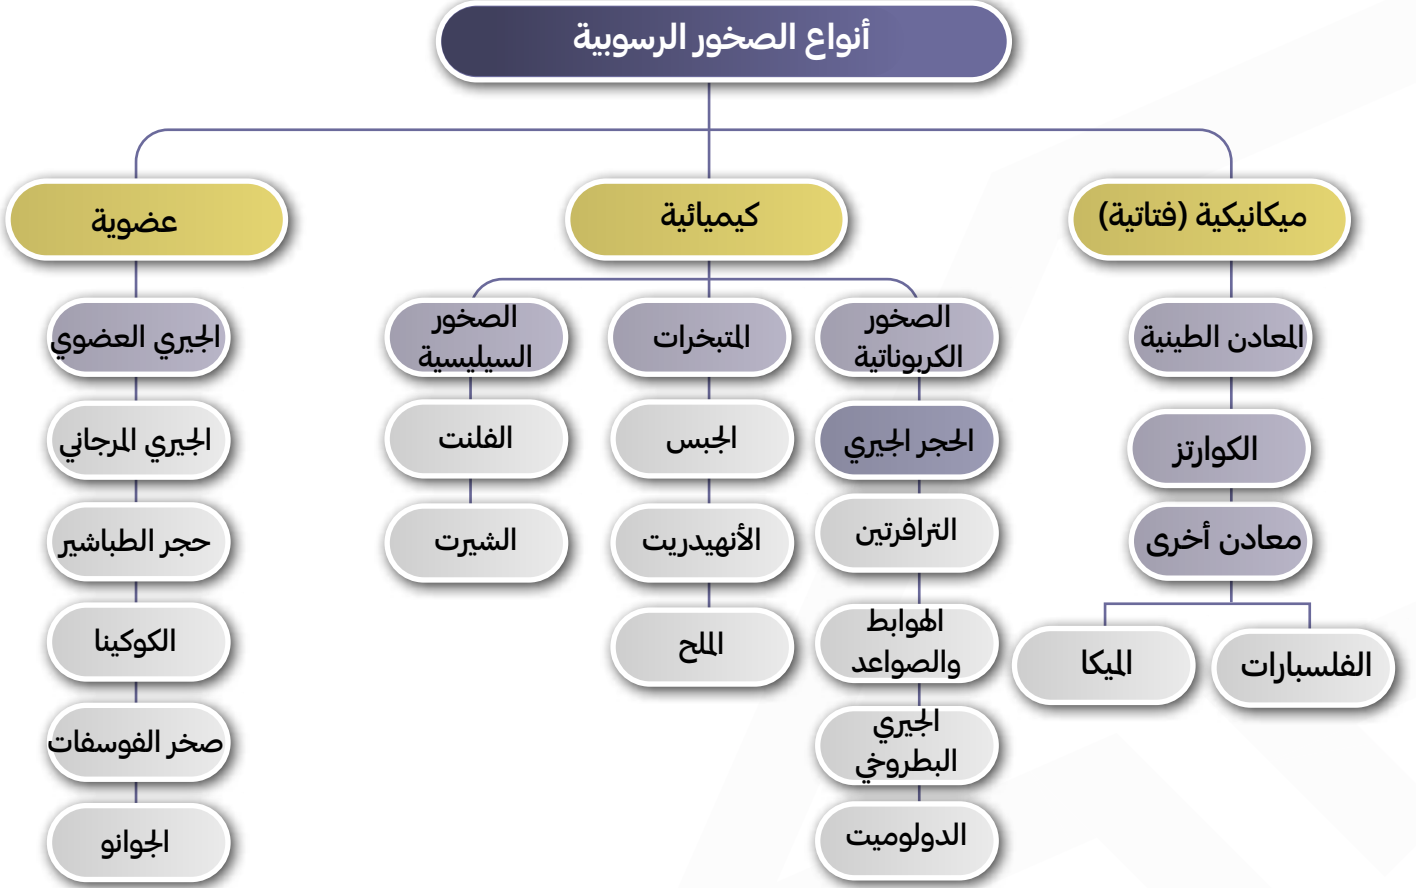 أنواع الصخور الرسوبية
ميكانيكية (فتاتية)
كيميائية
عضوية
المعادن الطينية
الكوارتز
معادن أخرى
الفلسبارات
الميكا
الصخور
الكربوناتية
الحجر الجيري
الترافرتين
الهوابط
والصواعد
الجيري
البطروخي
الدولوميت
المتبخرات
الجبس
الأنهيدريت
الملح
الصخور
السيليسية
الفلنت
الشيرت
الجيري العضوي
الجيري المرجاني
حجر الطباشير
الكوكينا
صخر الفوسفات
الجوانو